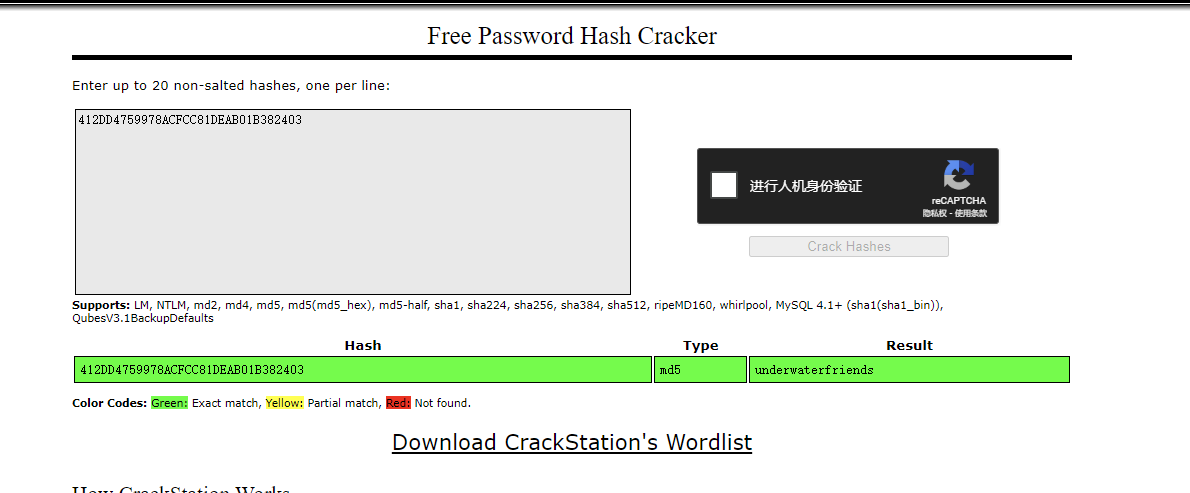 Free Password Hash Cracker
Enter up to 20 non-salted hashes, one per line:
412DD4759978ACFCC81DEAB01B382403
进行人机身份验证
reCAPTCHA
隐私权 - 使用条款
Crack Hashes
Supports: LM, NTLM, md2, md4, md5, md5(md5_hex), md5-half, sha1, sha224, sha256, sha384, sha512, ripeMD160, whirlpool, MySQL 4.1+ (sha1(sha1_bin)),
QubesV3.1BackupDefaults
Hash Type Result
412DD4759978ACFCC81DEAB01B382403 md5 underwaterfriends
Color Codes: Green: Exact match, Yellow: Partial match, Red: Not found.
Download CrackStation's Wordlist
How CrackStation Works